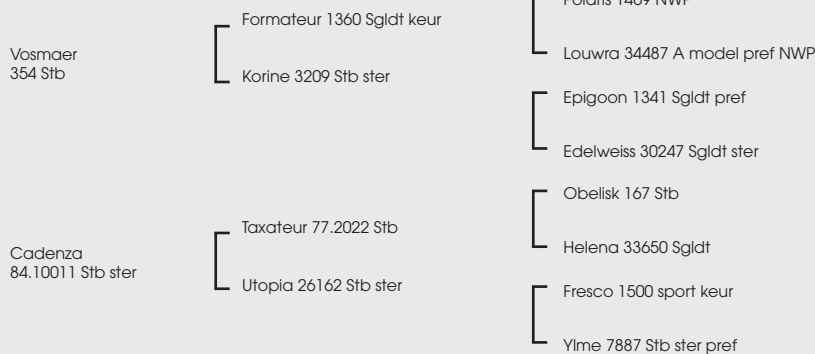 Polaris NWP
Formateur 1360 Sgldt keur
Louwra 34487 A model pref NWP
Vosmaer
354 Stb
Korine 3209 Stb ster
Epigoon 1341 Sgldt pref
Edelweiss 30247 Sgldt ster
Obelisk 167 Stb
Taxateur 77.2022 Stb
Helena 33650 Sgldt
Cadenza
84.10011 Stb ster
Utopia 26162 Stb ster
Fresco 1500 sport keur
Ylme 7887 Stb ster pref